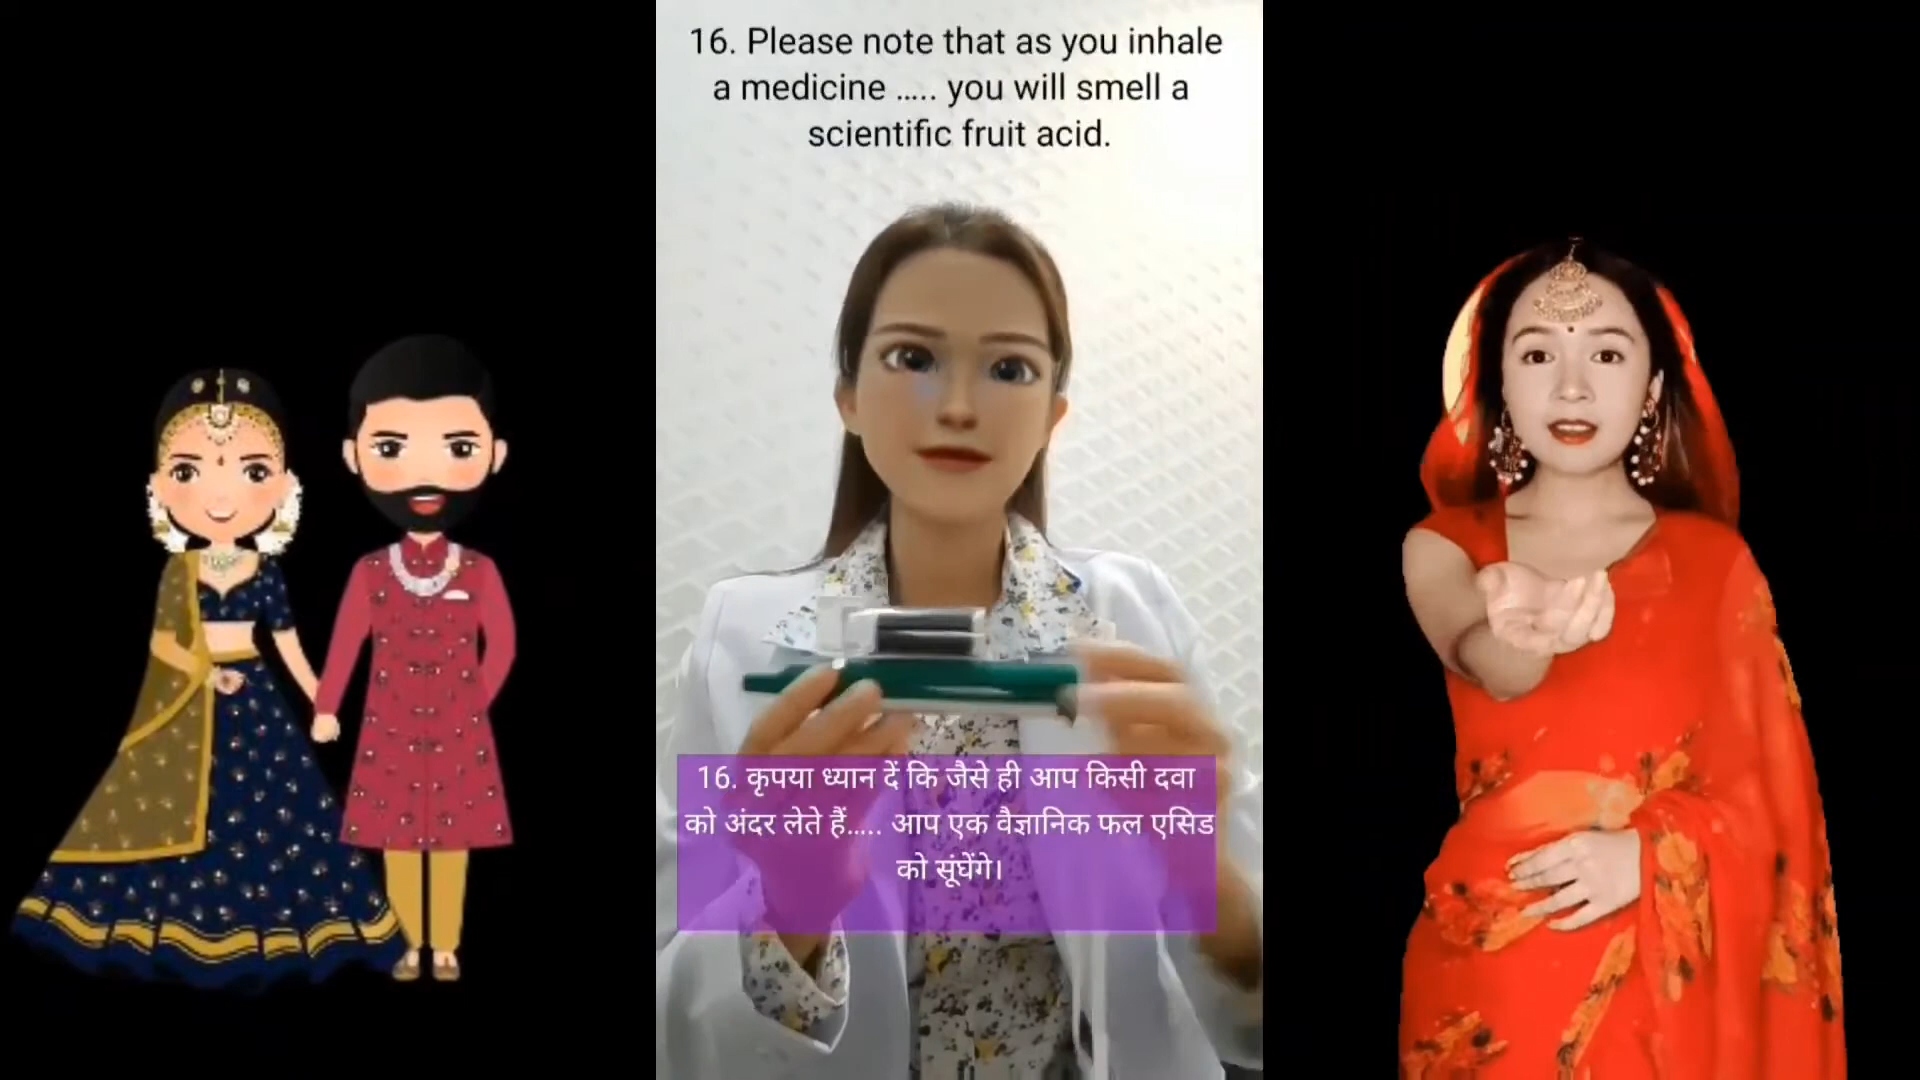 16. Please note that as you inhale
a medicine ..... you will smell a
scientific fruit acid.
16. कृपया ध्यान दें कि जैसे ही आप किसी दवा
को अंदर लेते हैं..... आप एक वैज्ञानिक फल एसिड
को सूंघेंगे।